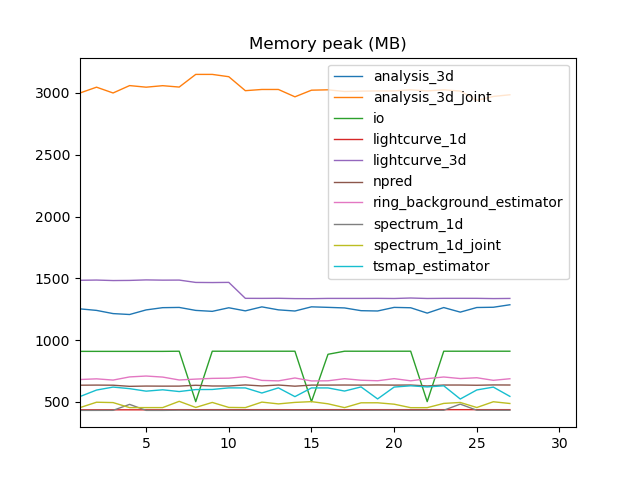 Memory peak (MB)
3000
2500
2000
1500
1000
500
analysis_3d
analysis_3d_joint
io
lightcurve_1d
lightcurve_3d
npred
ring_background_estimator
spectrum_1d
spectrum_1d_joint
tsmap_estimator
5 10 15 20 25 30